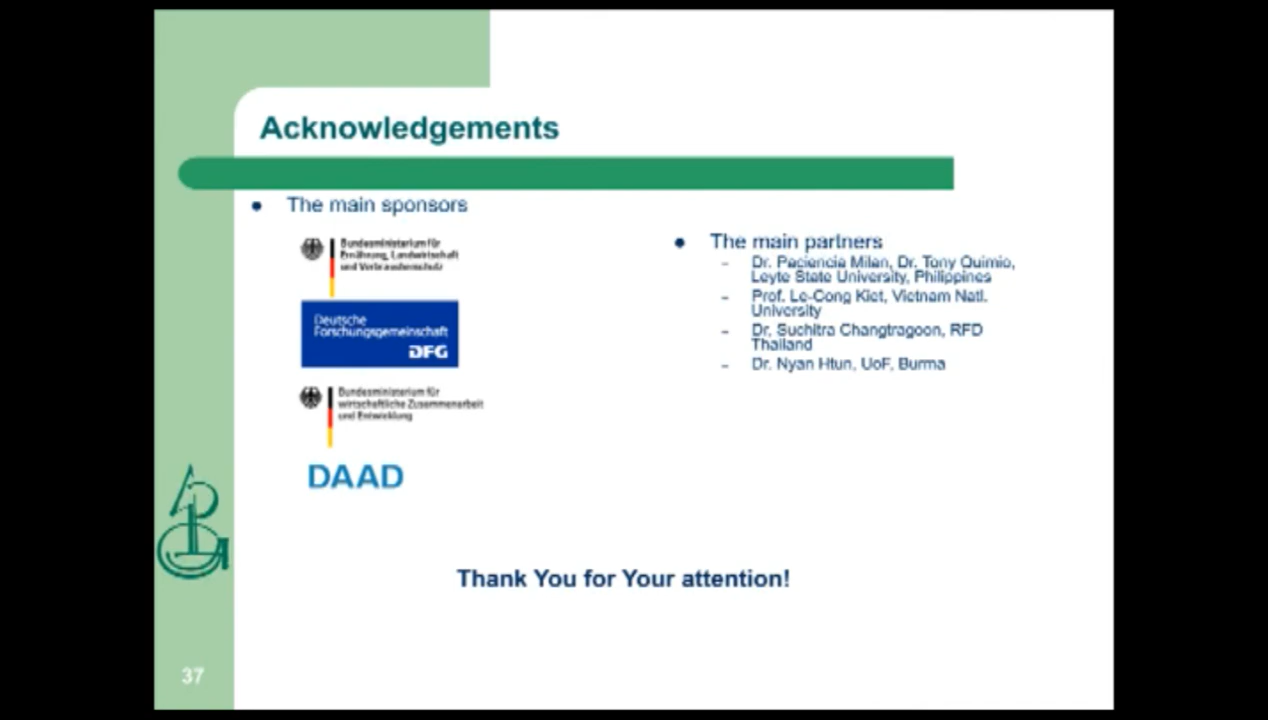 Acknowledgements
The main sponsors
Bundesministerium für
Ernährung, Landwirtschaft
und Verbraucherschutz
Deutsche
Forschungsgemeinschaft
DFG
Bundesministerium für
wirtschaftliche Zusammenarbeit
und Entwicklung
DAAD
The main partners
– Dr. Paciencia Milan, Dr. Tony Quimio,
Leyte State University, Philippines
– Prof. Le-Cong Kiet, Vietnam Natl.
University
– Dr. Suchitra Changtragoon, RFD
Thailand
– Dr. Nyan Htun, UoF, Burma
Thank You for Your attention!
37